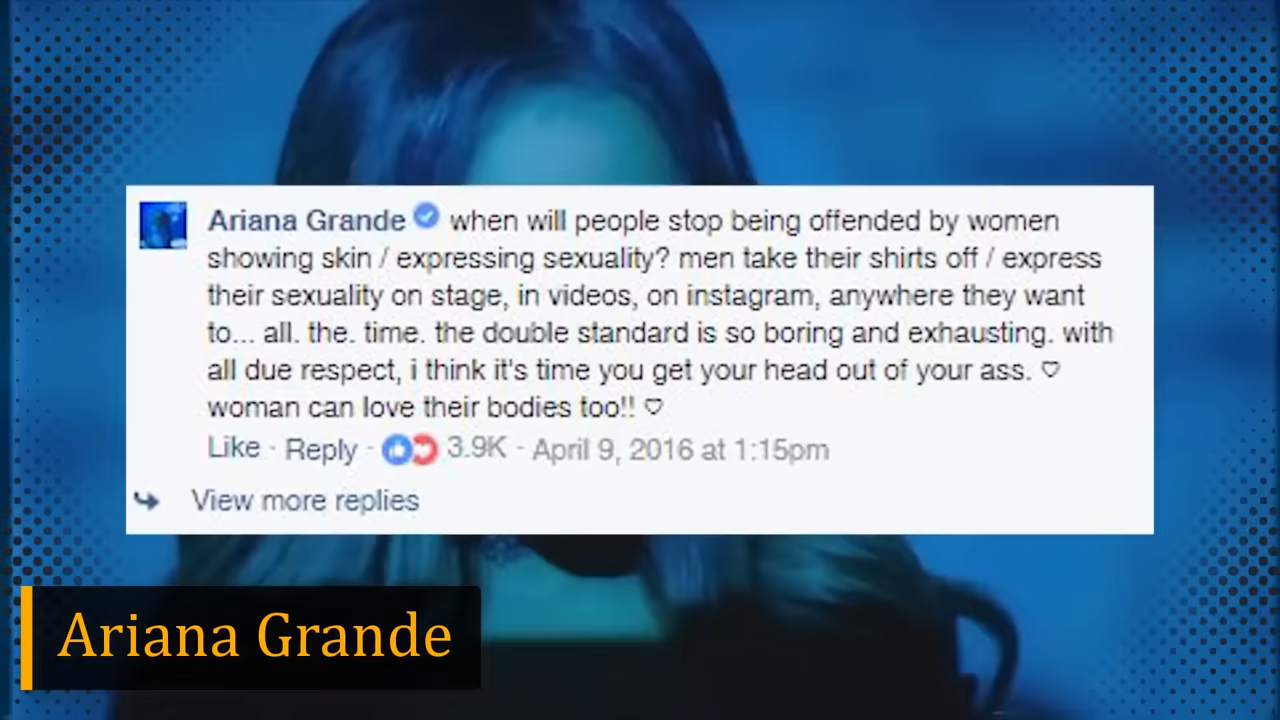 Ariana Grande when will people stop being offended by women
showing skin / expressing sexuality? men take their shirts off / express
their sexuality on stage, in videos, on instagram, anywhere they want
to... all. the. time. the double standard is so boring and exhausting. with
all due respect, i think it's time you get your head out of your ass. ♡
woman can love their bodies too!! ♡
Like · Reply · 3.9K · April 9, 2016 at 1:15pm
View more replies
Ariana Grande